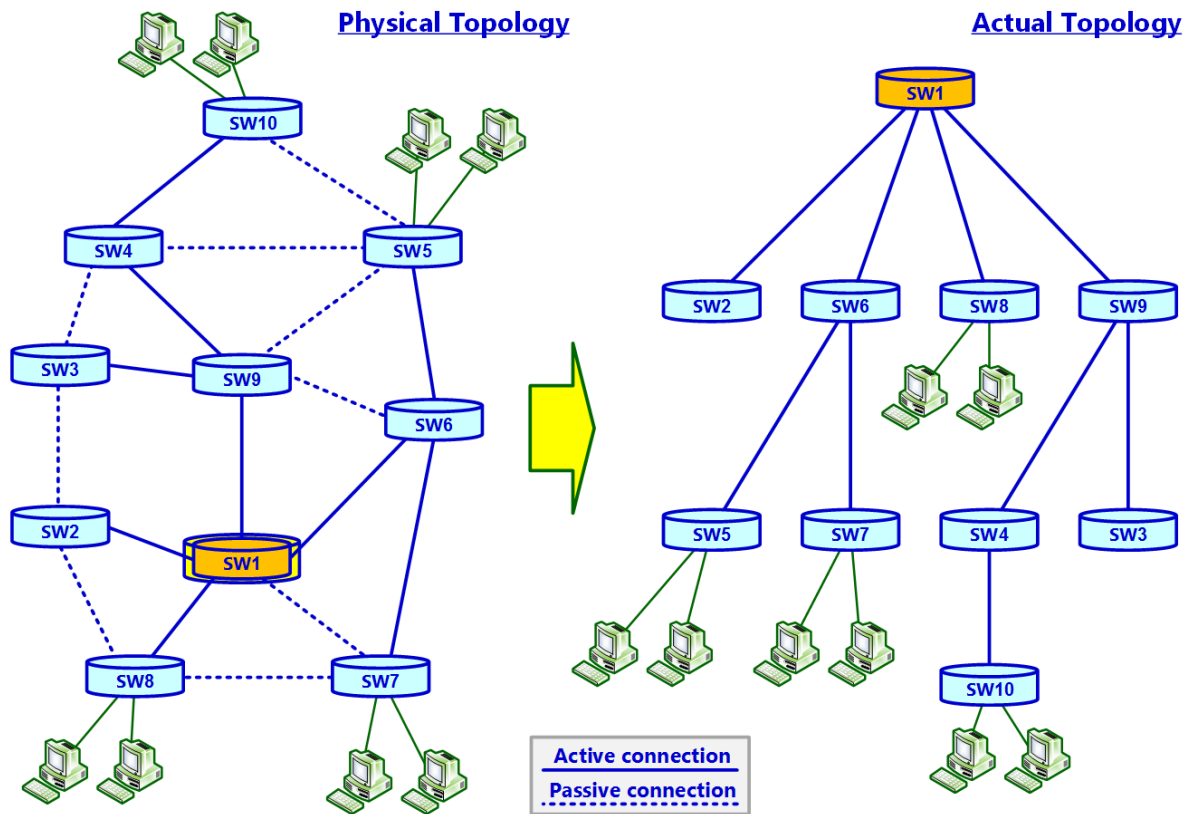 Physical Topology
SW10
SW4
SW5
SW3
SW9
SW6
SW2
SW1
SW8
SW7
Actual Topology
SW1
SW2
SW6
SW8
SW9
SW5
SW7
SW4
SW3
SW10
Active connection
Passive connection